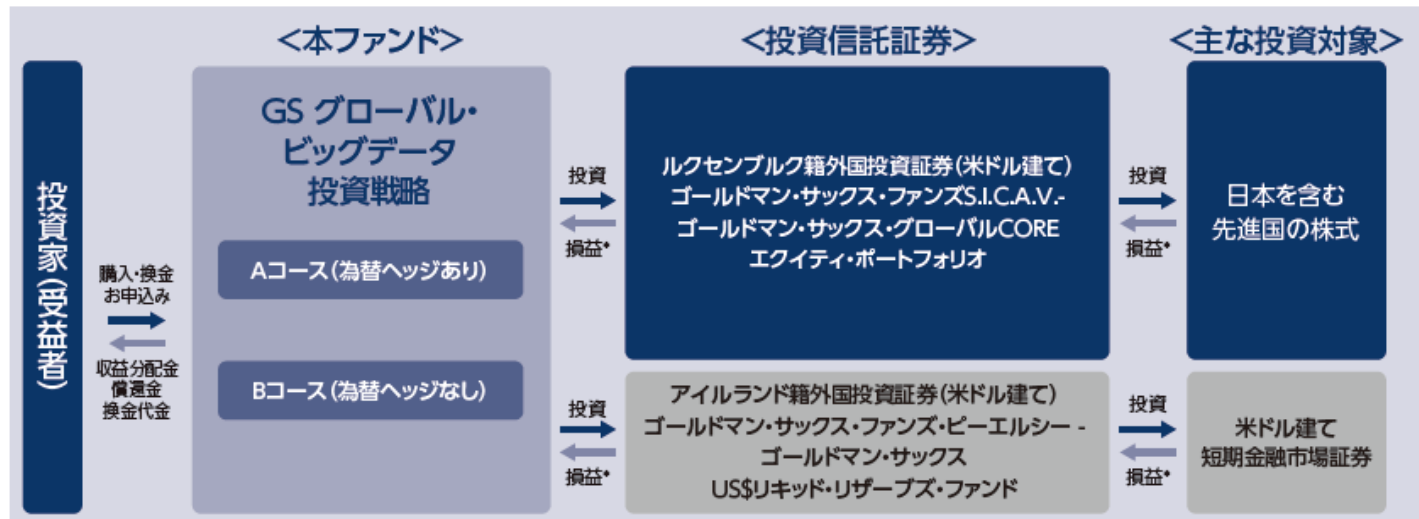 <本ファンド>
<投資信託証券>
<主な投資対象>
投資家(受益者)
購入・換金
お申込み
収益分配金
償還金
換金代金
GS グローバル・
ビッグデータ
投資戦略
Aコース(為替ヘッジあり)
Bコース(為替ヘッジなし)
投資
損益*
ルクセンブルク籍外国投資証券(米ドル建て)
ゴールドマン・サックス・ファンズS.I.C.A.V.-
ゴールドマン・サックス・グローバルCORE
エクイティ・ポートフォリオ
投資
損益*
日本を含む
先進国の株式
投資
損益*
アイルランド籍外国投資証券(米ドル建て)
ゴールドマン・サックス・ファンズ・ピーエルシー -
ゴールドマン・サックス
US$リキッド・リザーブズ・ファンド
投資
損益*
米ドル建て
短期金融市場証券